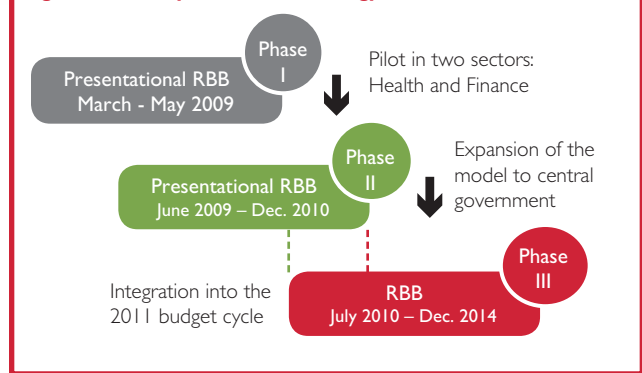 Phase
I
Presentational RBB
March - May 2009
Pilot in two sectors:
Health and Finance
Phase
II
Presentational RBB
June 2009 – Dec. 2010
Expansion of the
model to central
government
Phase
III
Integration into the
2011 budget cycle
RBB
July 2010 – Dec. 2014